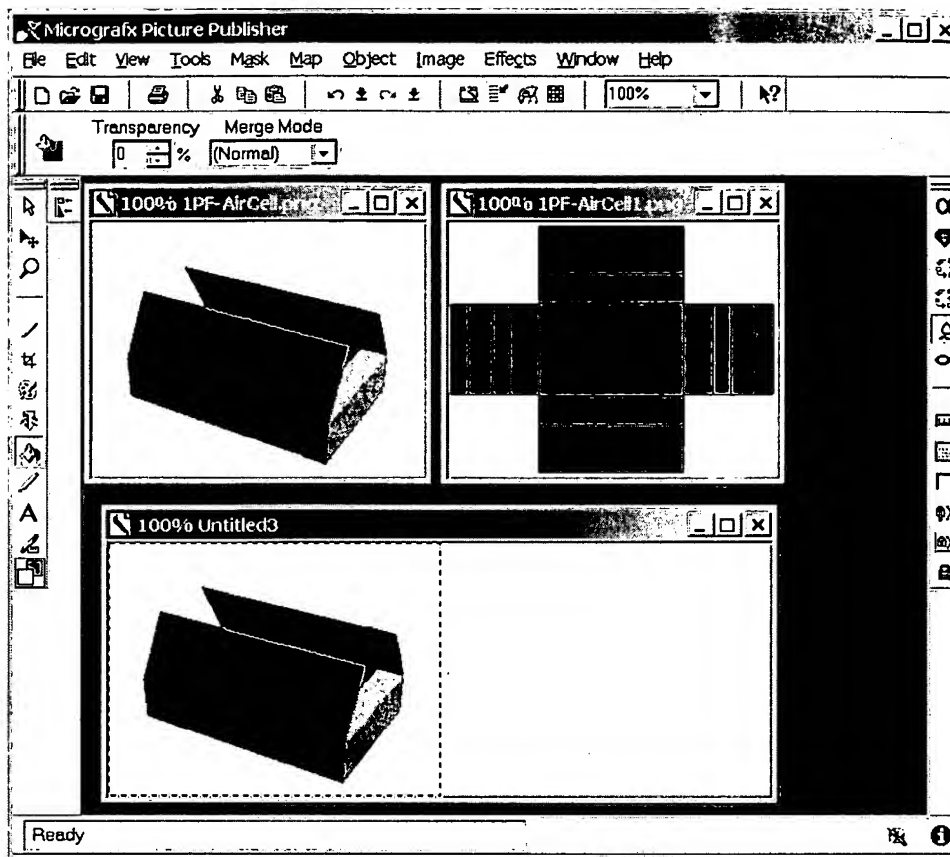 Micrografx Picture Publisher
File Edit View Tools Mask Map Object Image Effects Window Help
100%
Transparency Merge Mode
0 % (Normal)
100% 1PF-AirCell.png 100% 1PF-AirCell1.png
A
100% Untitled3
Ready